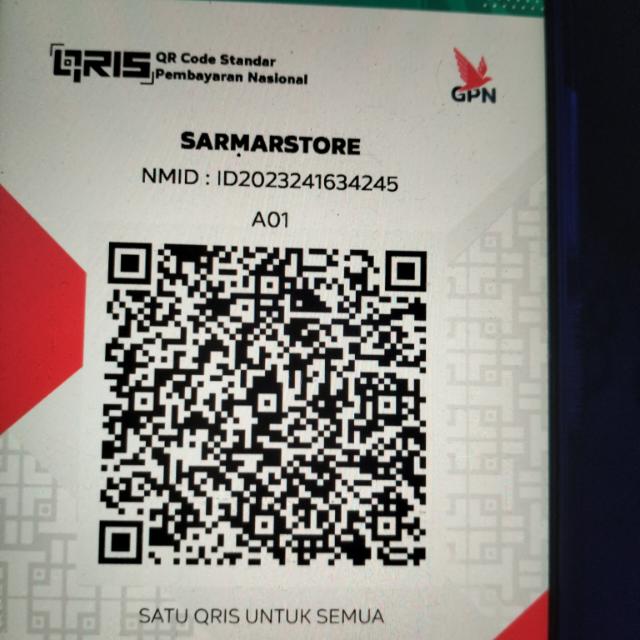 QRIS QR Code Standar
Pembayaran Nasional
GPN
SARMARSTORE
NMID : ID2023241634245
A01
SATU QRIS UNTUK SEMUA